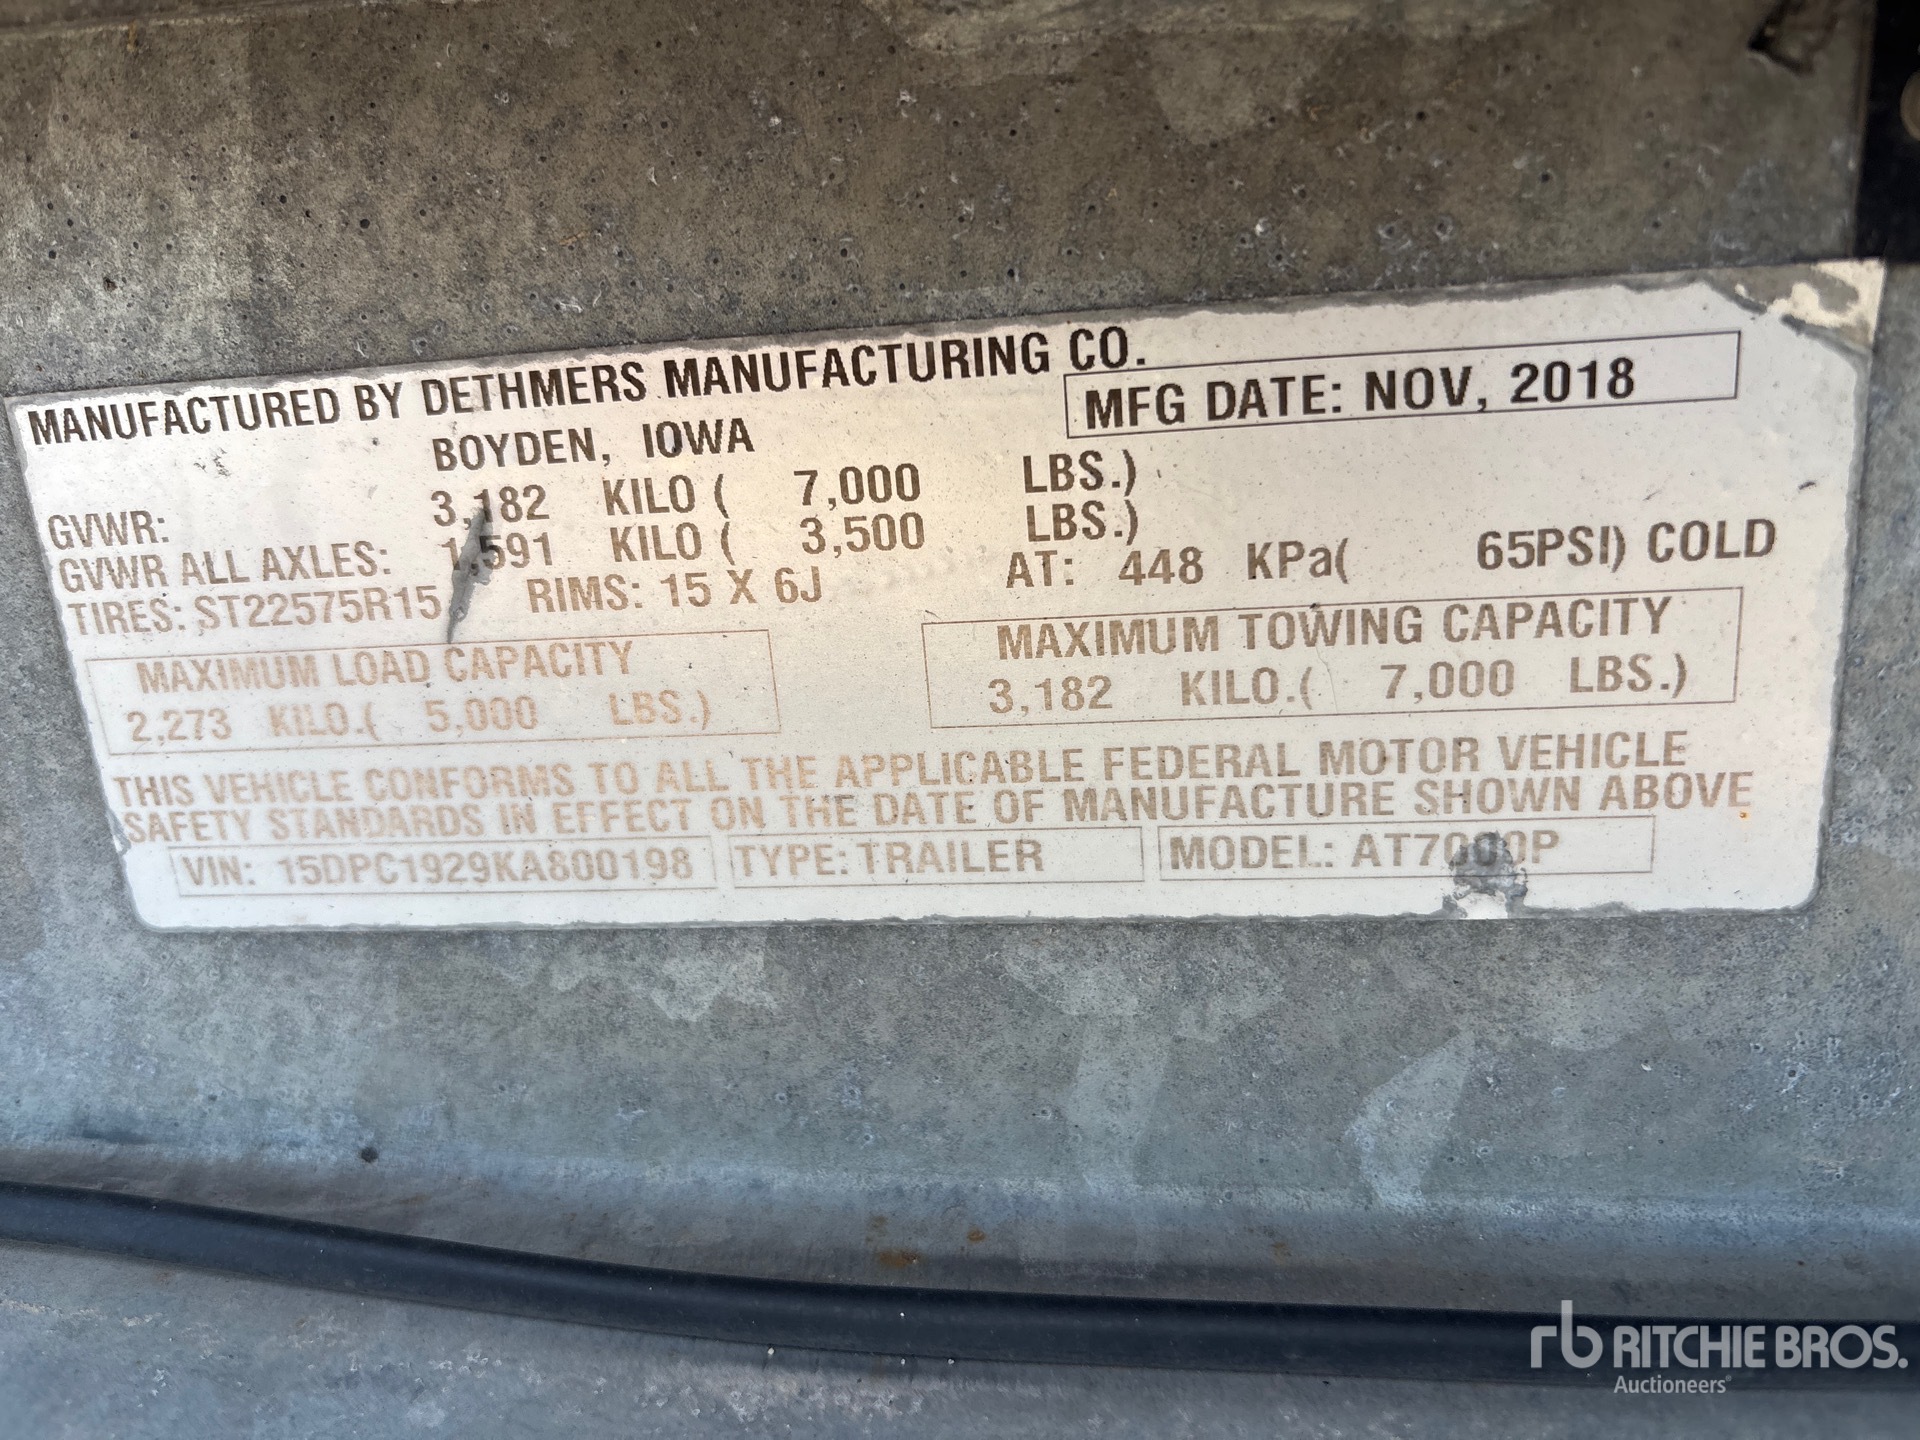 MANUFACTURED BY DETHMERS MANUFACTURING CO.
BOYDEN, IOWA
MFG DATE: NOV, 2018
GVWR: 3,182 KILO ( 7,000 LBS.)
GVWR ALL AXLES: 1,591 KILO ( 3,500 LBS.)
TIRES: ST22575R15 RIMS: 15 X 6J AT: 448 KPa( 65PSI) COLD
MAXIMUM LOAD CAPACITY
2,273 KILO.( 5,000 LBS.)
MAXIMUM TOWING CAPACITY
3,182 KILO.( 7,000 LBS.)
THIS VEHICLE CONFORMS TO ALL THE APPLICABLE FEDERAL MOTOR VEHICLE
SAFETY STANDARDS IN EFFECT ON THE DATE OF MANUFACTURE SHOWN ABOVE
VIN: 15DPC1929KA800198 TYPE: TRAILER MODEL: AT7000P
rb RITCHIE BROS.
Auctioneers